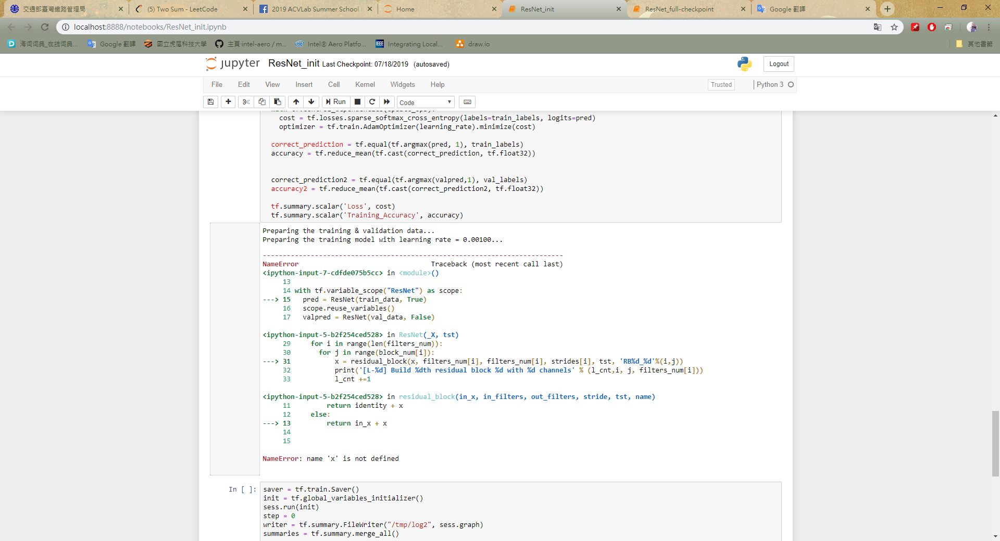 交通部臺灣鐵路管理局
(5) Two Sum - LeetCode
2019 ACVLab Summer School
Home
ResNet_init
ResNet_full-checkpoint
Google 翻譯
localhost:8888/notebooks/ResNet_init.ipynb
海词词典_在线词典...
Google 翻譯
國立虎尾科技大學
主頁·intel-aero / m...
Intel® Aero Platfo...
IEEE
Integrating Local...
draw.io
其他書籤
jupyter
ResNet_init Last Checkpoint: 07/18/2019 (autosaved)
Logout
File Edit View Insert Cell Kernel Widgets Help
Trusted
Python 3
Run
Code
cost = tf.losses.sparse_softmax_cross_entropy(labels=train_labels, logits=pred)
optimizer = tf.train.AdamOptimizer(learning_rate).minimize(cost)
correct_prediction = tf.equal(tf.argmax(pred, 1), train_labels)
accuracy = tf.reduce_mean(tf.cast(correct_prediction, tf.float32))
correct_prediction2 = tf.equal(tf.argmax(valpred,1), val_labels)
accuracy2 = tf.reduce_mean(tf.cast(correct_prediction2, tf.float32))
tf.summary.scalar('Loss', cost)
tf.summary.scalar('Training_Accuracy', accuracy)
Preparing the training & validation data...
Preparing the training model with learning rate = 0.00100...
---------------------------------------------------------------------------
NameError Traceback (most recent call last)
<ipython-input-7-cdfde075b5cc> in <module>()
13
14 with tf.variable_scope("ResNet") as scope:
---> 15 pred = ResNet(train_data, True)
16 scope.reuse_variables()
17 valpred = ResNet(val_data, False)
<ipython-input-5-b2f254ced528> in ResNet(_X, tst)
29 for i in range(len(filters_num)):
30 for j in range(block_num[i]):
---> 31 x = residual_block(x, filters_num[i], filters_num[i], strides[i], tst, 'RB%d_%d'%(i,j))
32 print('[L-%d] Build %dth residual block %d with %d channels' % (l_cnt,i, j, filters_num[i]))
33 l_cnt +=1
<ipython-input-5-b2f254ced528> in residual_block(in_x, in_filters, out_filters, stride, tst, name)
11 return identity + x
12 else:
---> 13 return in_x + x
14
15
NameError: name 'x' is not defined
In [ ]:
saver = tf.train.Saver()
init = tf.global_variables_initializer()
sess.run(init)
step = 0
writer = tf.summary.FileWriter("/tmp/log2", sess.graph)
summaries = tf.summary.merge_all()